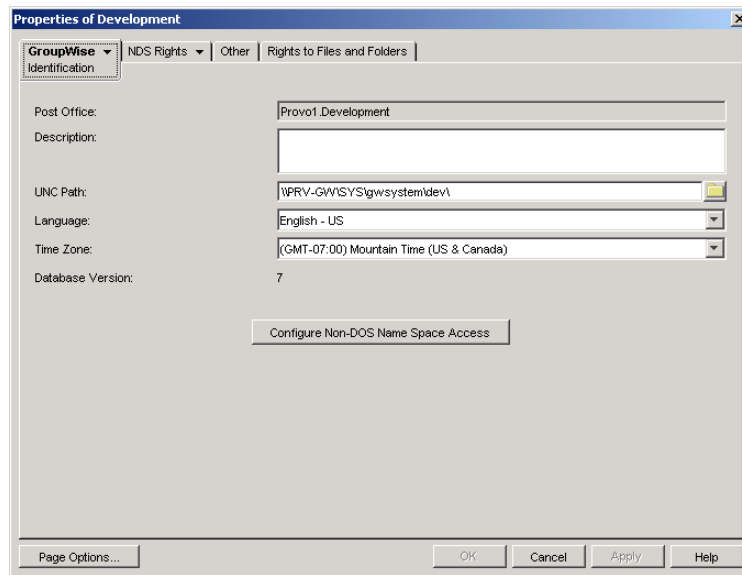 Properties of Development
GroupWise NDS Rights Other Rights to Files and Folders
Identification
Post Office: Provo1.Development
Description:
UNC Path: \\PRV-GW\SYS\gwsystem\dev\
Language: English - US
Time Zone: (GMT-07:00) Mountain Time (US & Canada)
Database Version: 7
Configure Non-DOS Name Space Access
Page Options... OK Cancel Apply Help